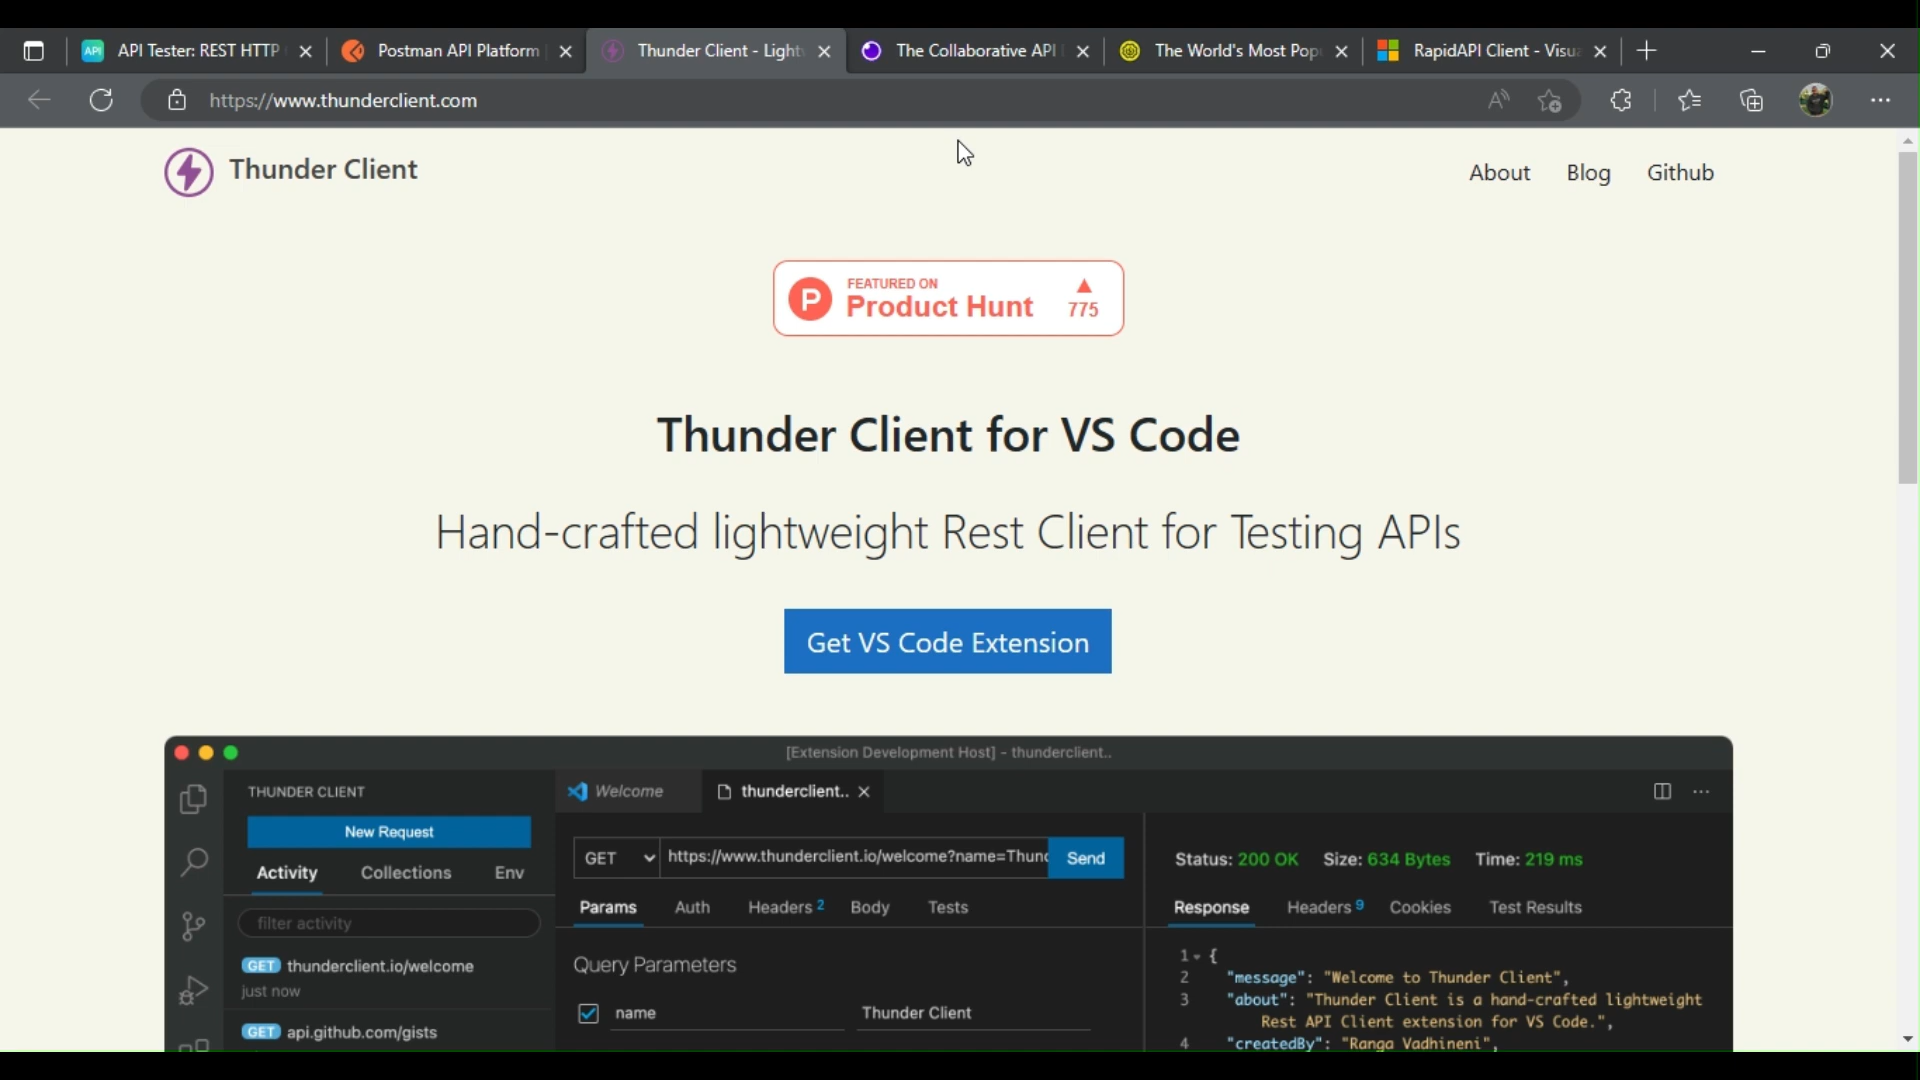 API Tester: REST HTTP
Postman API Platform
Thunder Client - Light
The Collaborative API
The World's Most Pop
RapidAPI Client - Visua
https://www.thunderclient.com
Thunder Client
About
Blog
Github
FEATURED ON
Product Hunt
775
Thunder Client for VS Code
Hand-crafted lightweight Rest Client for Testing APIs
Get VS Code Extension
[Extension Development Host] - thunderclient..
THUNDER CLIENT
Welcome
thunderclient..
New Request
Activity
Collections
Env
filter activity
GET thunderclient.io/welcome
just now
GET api.github.com/gists
GET
https://www.thunderclient.io/welcome?name=Thund
Send
Params
Auth
Headers 2
Body
Tests
Query Parameters
name
Thunder Client
Status: 200 OK
Size: 634 Bytes
Time: 219 ms
Response
Headers 9
Cookies
Test Results
1 {
2 "message": "Welcome to Thunder Client",
3 "about": "Thunder Client is a hand-crafted lightweight
Rest API Client extension for VS Code.",
4 "createdBy": "Ranga Vadhineni",